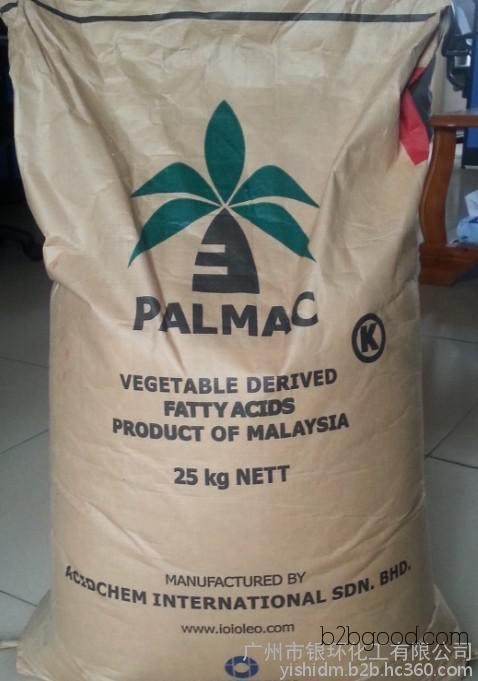 PALMAC
K
VEGETABLE DERIVED
FATTY ACIDS
PRODUCT OF MALAYSIA
25 kg NETT
MANUFACTURED BY
ACIDCHEM INTERNATIONAL SDN. BHD.
www.ioioleo.com
b2bgood.com
广州市银环化工有限公司
yishidm.b2b.hc360.com